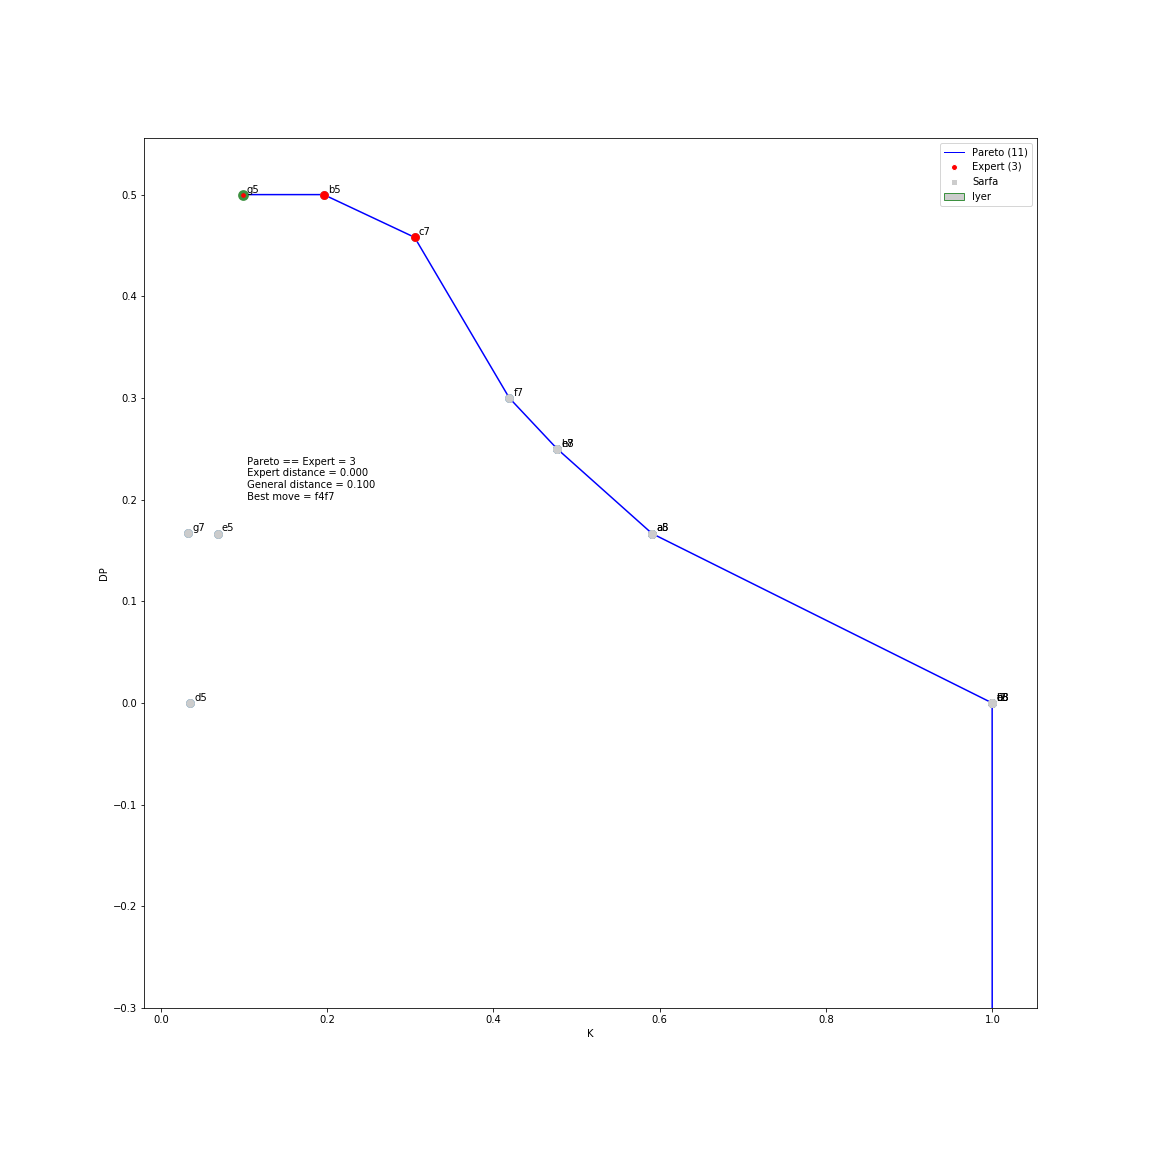 Pareto (11)
Expert (3)
Sarfa
Iyer
0.5
0.4
0.3
0.2
0.1
0.0
−0.1
−0.2
−0.3
DP
g5
b5
c7
f7
Pareto == Expert = 3
Expert distance = 0.000
General distance = 0.100
Best move = f4f7
g7
e5
d5
0.0
0.2
0.4
0.6
0.8
1.0
K